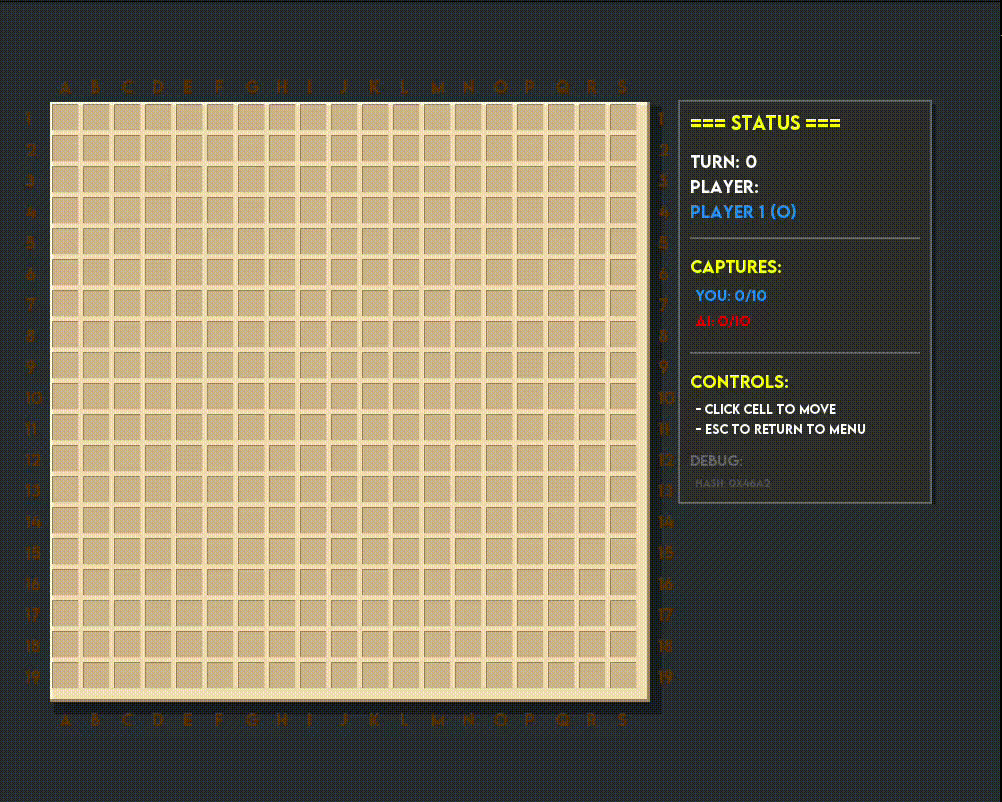 A B C D E F G H I J K L M N O P Q R S
1 1
2 2
3 3
4 4
5 5
6 6
7 7
8 8
9 9
10 10
11 11
12 12
13 13
14 14
15 15
16 16
17 17
18 18
19 19
A B C D E F G H I J K L M N O P Q R S
=== STATUS ===
TURN: 0
PLAYER:
PLAYER 1 (O)
CAPTURES:
YOU: 0/10
AI: 0/10
CONTROLS:
- CLICK CELL TO MOVE
- ESC TO RETURN TO MENU
DEBUG:
HASH: 0X46A2